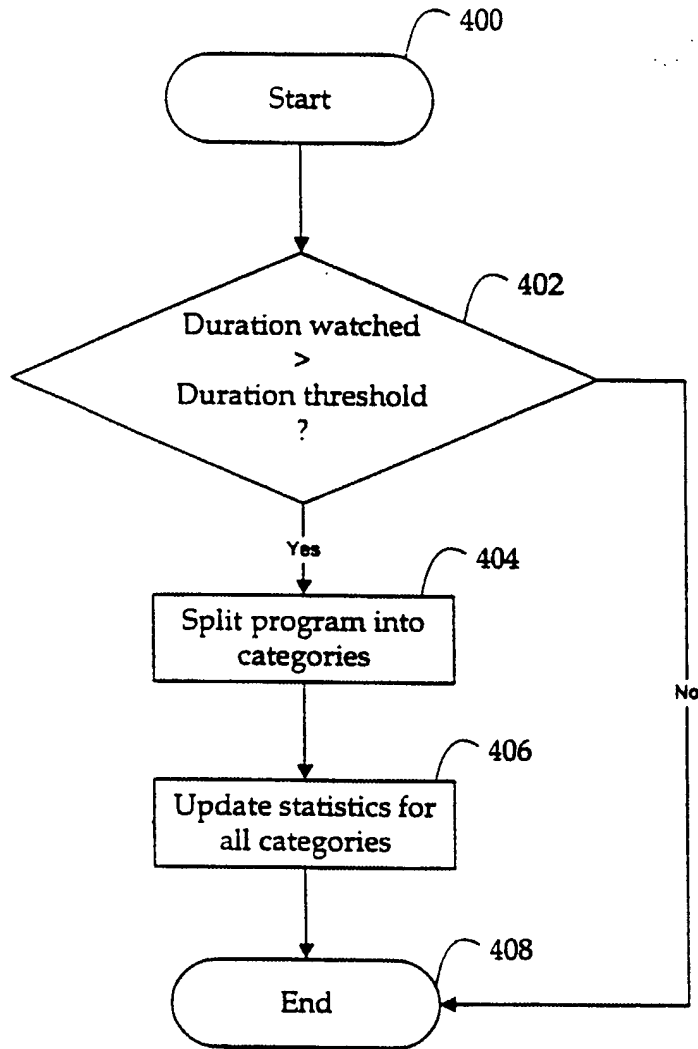 400
Start
402
Duration watched
>
Duration threshold
?
Yes
404
Split program into
categories
No
406
Update statistics for
all categories
408
End